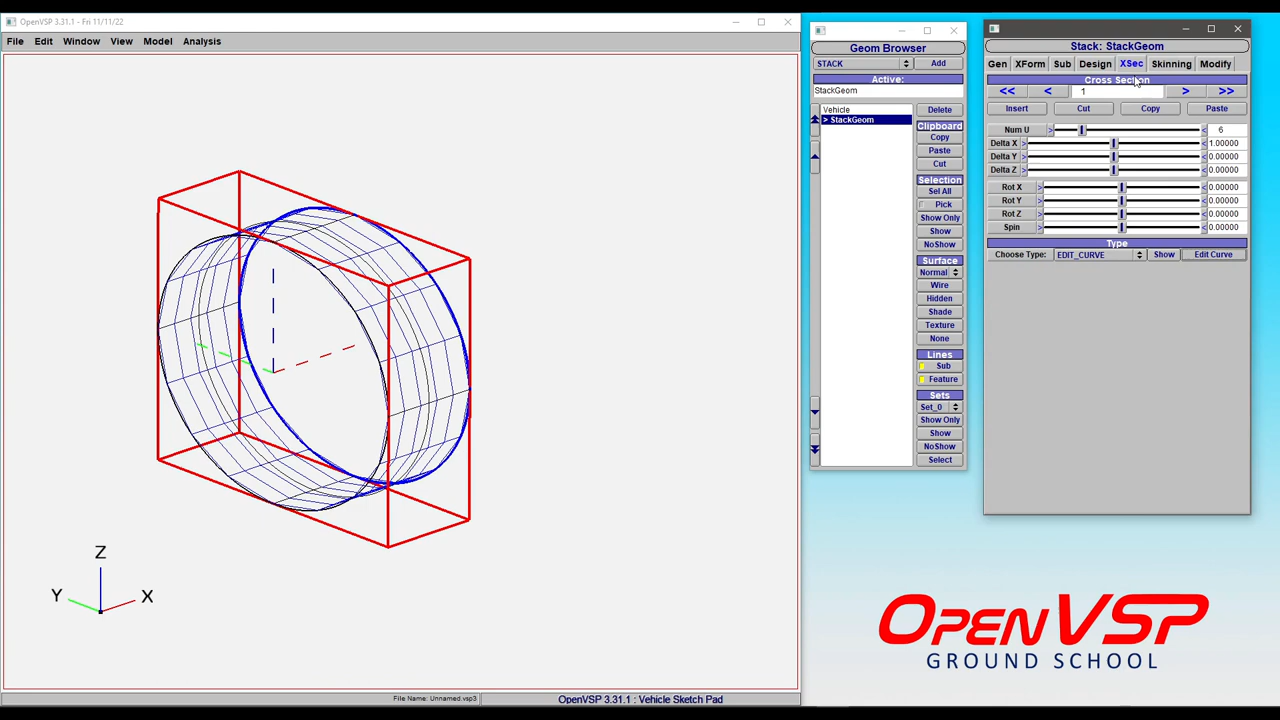 OpenVSP 3.31.1 - Fri 11/11/22
File Edit Window View Model Analysis
Z
Y
X
File Name: Unnamed.vsp3
OpenVSP 3.31.1 : Vehicle Sketch Pad
Geom Browser
STACK
Add
Active:
StackGeom
Vehicle
> StackGeom
Delete
Clipboard
Copy
Paste
Cut
Selection
Sel All
Pick
Show Only
Show
NoShow
Surface
Normal
Wire
Hidden
Shade
Texture
None
Lines
Sub
Feature
Sets
Set_0
Show Only
Show
NoShow
Select
Stack: StackGeom
Gen XForm Sub Design XSec Skinning Modify
Cross Section
<< < 1 > >>
Insert Cut Copy Paste
Num U > < 6
Delta X > < 1.00000
Delta Y > < 0.00000
Delta Z > < 0.00000
Rot X > < 0.00000
Rot Y > < 0.00000
Rot Z > < 0.00000
Spin > < 0.00000
Type
Choose Type: EDIT_CURVE Show Edit Curve
OpenVSP
GROUND SCHOOL